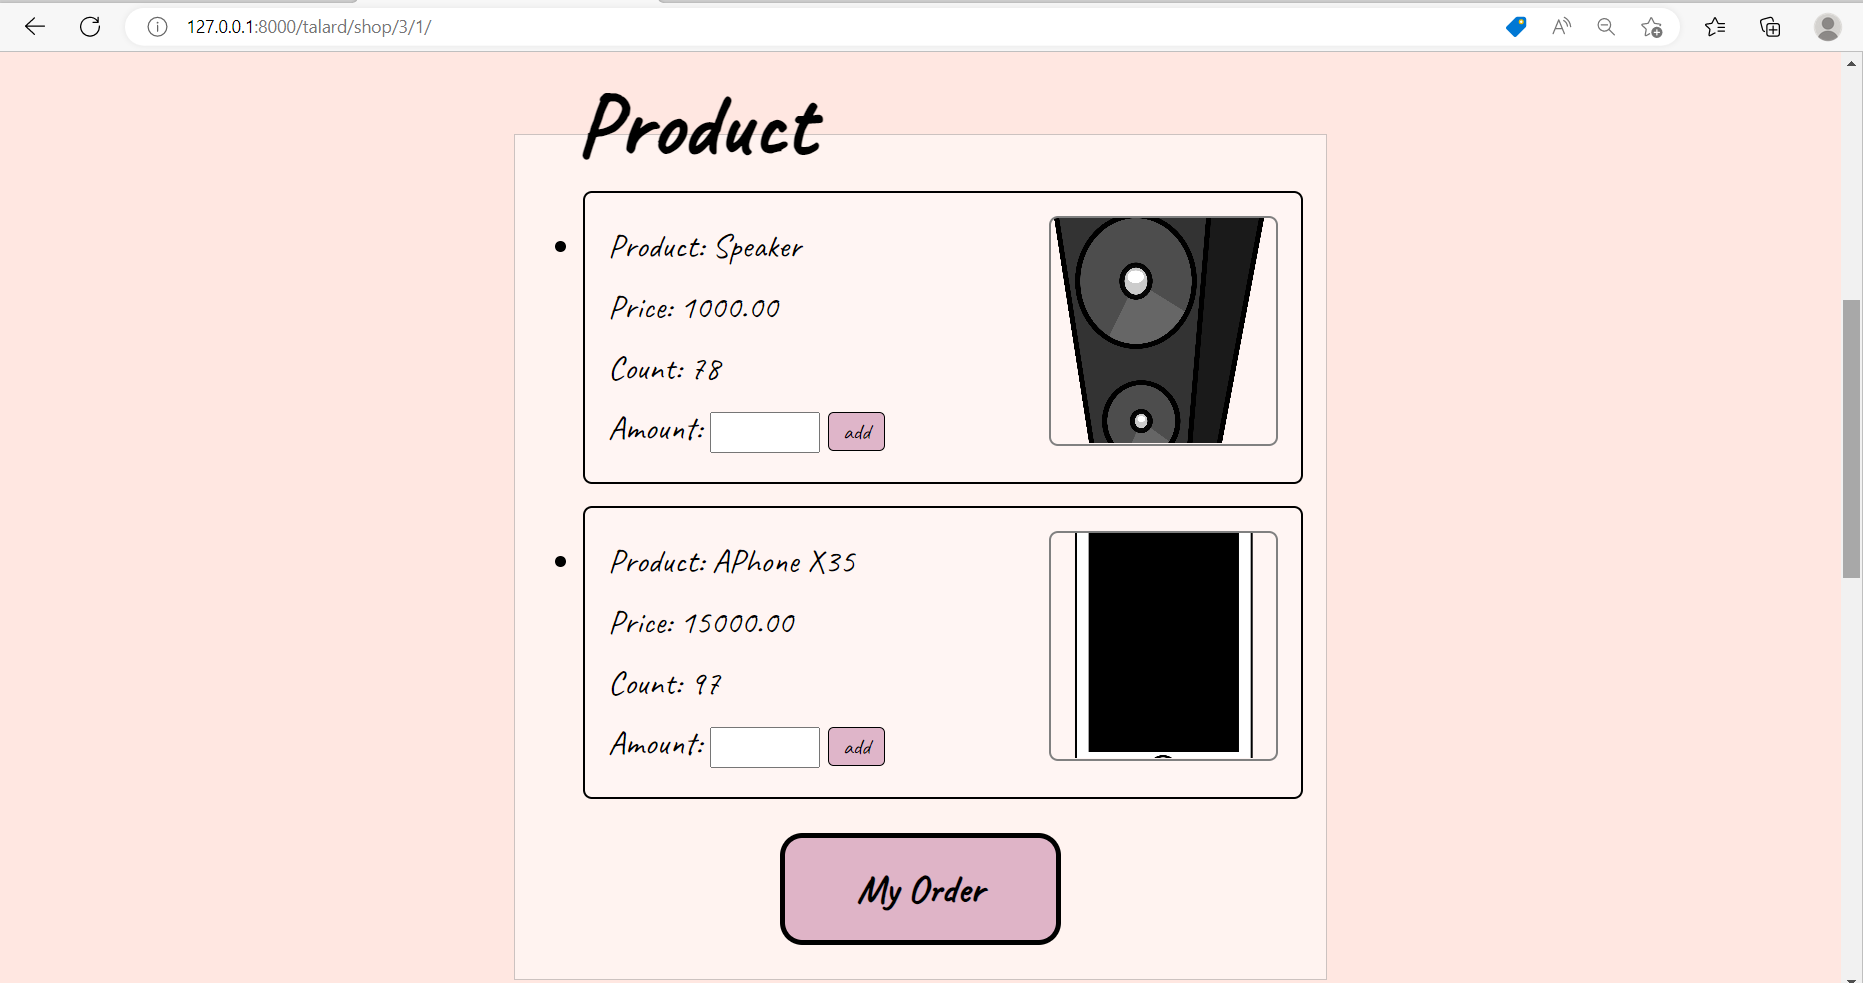 127.0.0.1:8000/talard/shop/3/1/
Product
Product: Speaker
Price: 1000.00
Count: 78
Amount: add
Product: APhone X35
Price: 15000.00
Count: 97
Amount: add
My Order